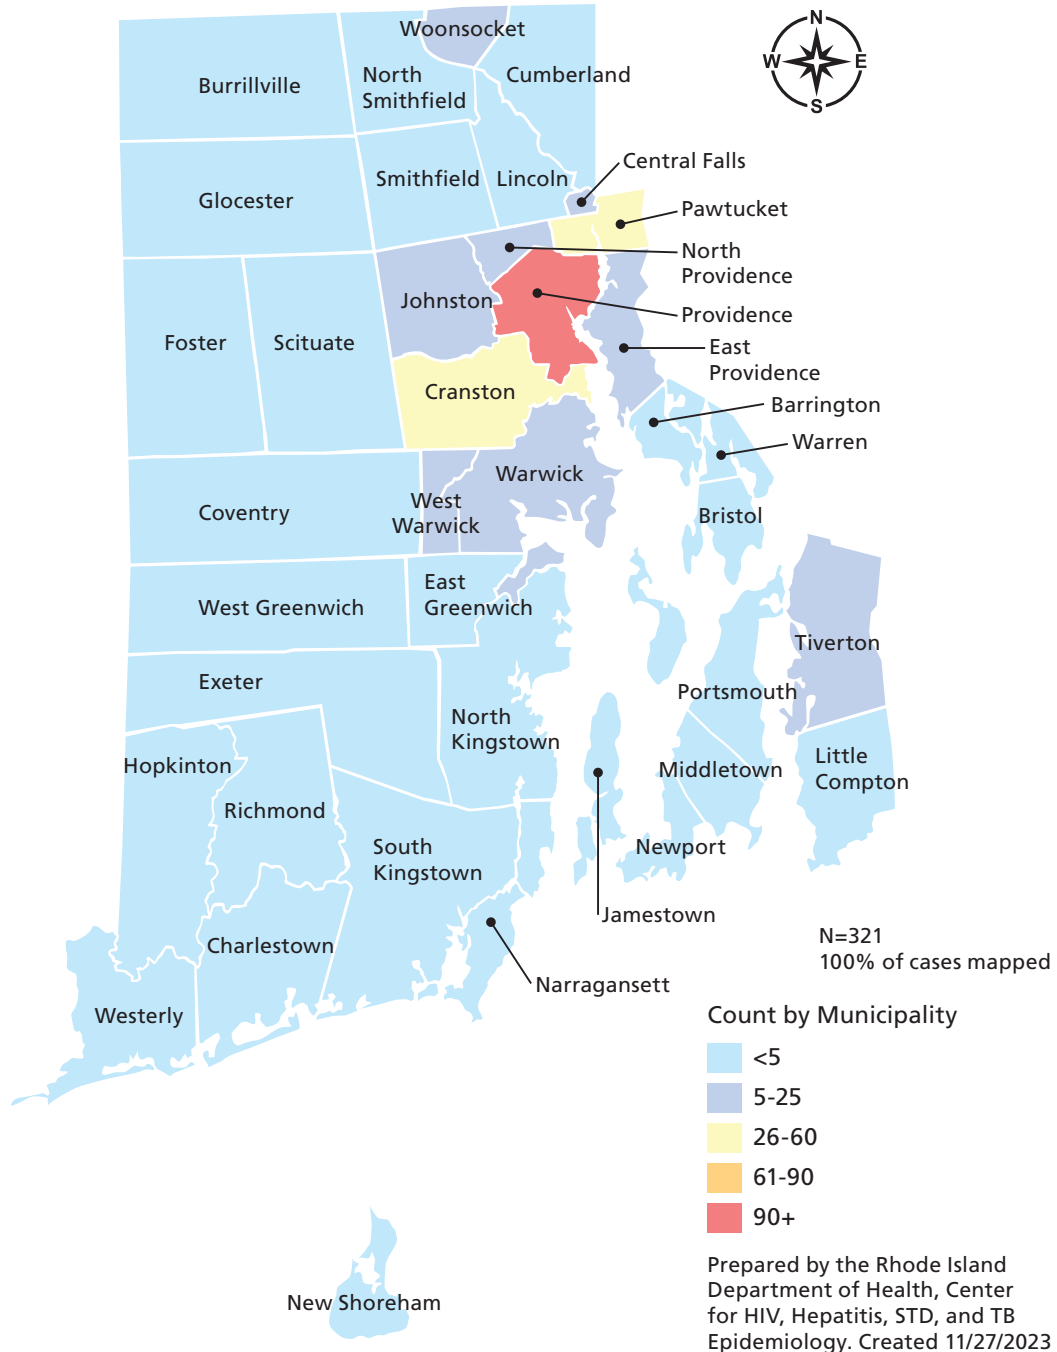 N
W
E
S
Woonsocket
Burrillville
North
Smithfield
Cumberland
Central Falls
Smithfield
Lincoln
Glocester
Pawtucket
North
Providence
Johnston
Providence
Foster
Scituate
East
Providence
Cranston
Barrington
Warren
Warwick
West
Warwick
Coventry
Bristol
East
Greenwich
West Greenwich
Tiverton
Exeter
Portsmouth
North
Kingstown
Hopkinton
Middletown
Little
Compton
Richmond
South
Kingstown
Newport
Jamestown
Charlestown
Narragansett
Westerly
New Shoreham
N=321
100% of cases mapped
Count by Municipality
<5
5-25
26-60
61-90
90+
Prepared by the Rhode Island
Department of Health, Center
for HIV, Hepatitis, STD, and TB
Epidemiology. Created 11/27/2023